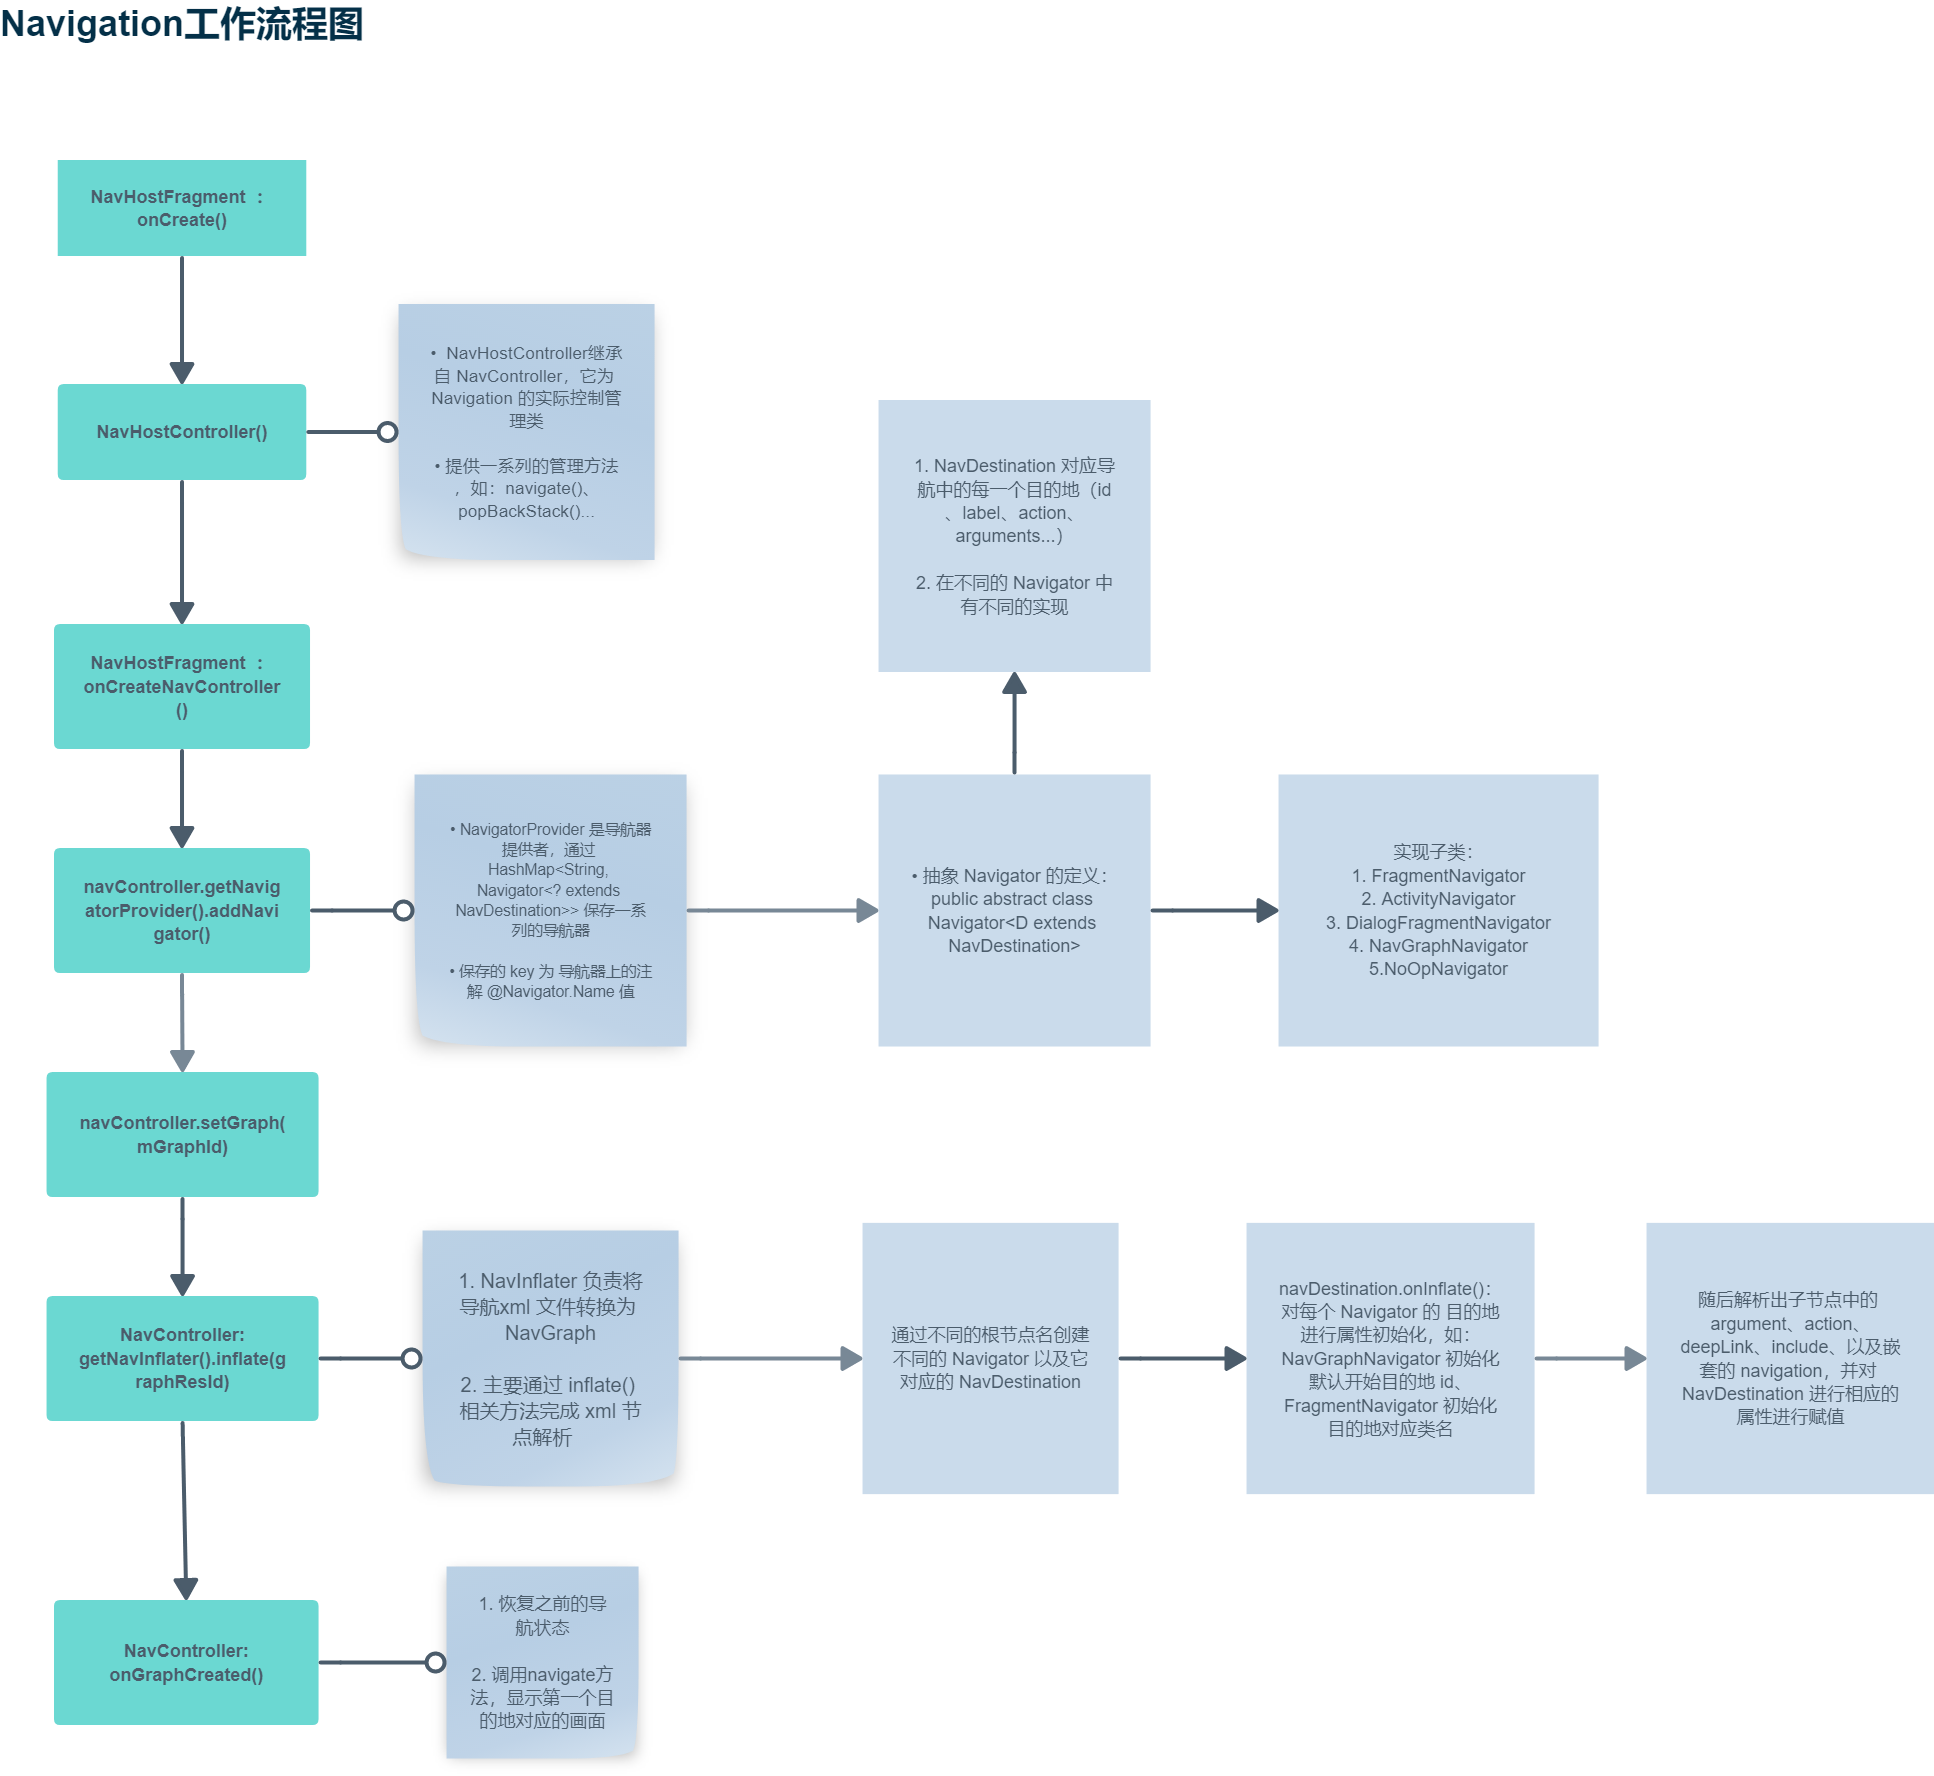 Navigation工作流程图
NavHostFragment ：
onCreate()
NavHostController()
• NavHostController继承
自 NavController，它为
Navigation 的实际控制管
理类
• 提供一系列的管理方法
，如：navigate()、
popBackStack()...
NavHostFragment ：
onCreateNavController
()
1. NavDestination 对应导
航中的每一个目的地（id
、label、action、
arguments...）
2. 在不同的 Navigator 中
有不同的实现
navController.getNavig
atorProvider().addNavi
gator()
• NavigatorProvider 是导航器
提供者，通过
HashMap<String,
Navigator<? extends
NavDestination>> 保存一系
列的导航器
• 保存的 key 为 导航器上的注
解 @Navigator.Name 值
• 抽象 Navigator 的定义：
public abstract class
Navigator<D extends
NavDestination>
实现子类：
1. FragmentNavigator
2. ActivityNavigator
3. DialogFragmentNavigator
4. NavGraphNavigator
5.NoOpNavigator
navController.setGraph(
mGraphId)
NavController:
getNavInflater().inflate(g
raphResId)
1. NavInflater 负责将
导航xml 文件转换为
NavGraph
2. 主要通过 inflate()
相关方法完成 xml 节
点解析
通过不同的根节点名创建
不同的 Navigator 以及它
对应的 NavDestination
navDestination.onInflate()：
对每个 Navigator 的 目的地
进行属性初始化，如：
NavGraphNavigator 初始化
默认开始目的地 id、
FragmentNavigator 初始化
目的地对应类名
随后解析出子节点中的
argument、action、
deepLink、include、以及嵌
套的 navigation，并对
NavDestination 进行相应的
属性进行赋值
NavController:
onGraphCreated()
1. 恢复之前的导
航状态
2. 调用navigate方
法，显示第一个目
的地对应的画面